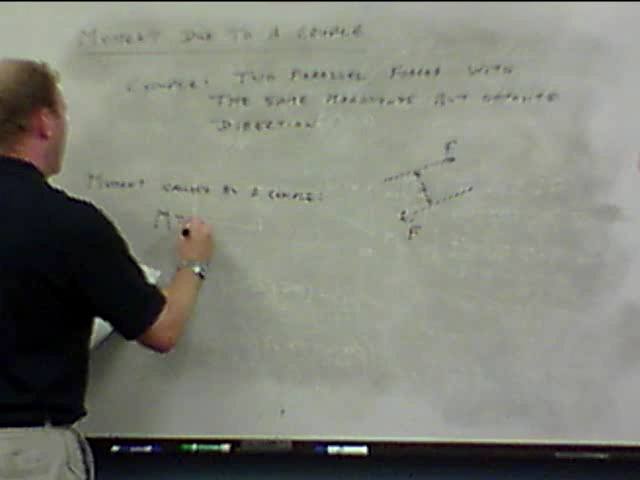 MOMENT DUE TO A COUPLE
COUPLE: TWO PARALLEL FORCES WITH
THE SAME MAGNITUDE BUT OPPOSITE
DIRECTION
F
MOMENT CAUSED BY A COUPLE:
M=
F